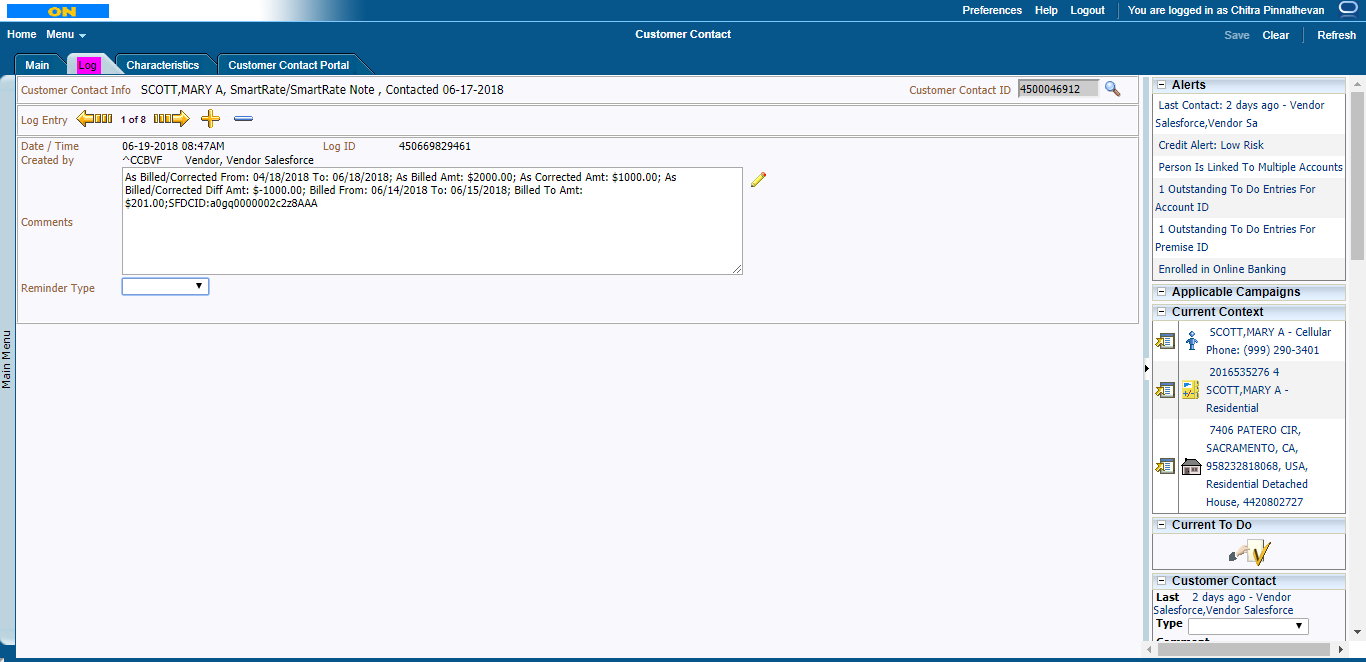 ON
Preferences Help Logout You are logged in as Chitra Pinnathevan
Home Menu Customer Contact Save Clear Refresh
Main Log Characteristics Customer Contact Portal
Customer Contact Info SCOTT,MARY A, SmartRate/SmartRate Note , Contacted 06-17-2018 Customer Contact ID 4500046912
Log Entry 1 of 8
Date / Time 06-19-2018 08:47AM Log ID 450669829461
Created by ^CCBVF Vendor, Vendor Salesforce
As Billed/Corrected From: 04/18/2018 To: 06/18/2018; As Billed Amt: $2000.00; As Corrected Amt: $1000.00; As
Billed/Corrected Diff Amt: $-1000.00; Billed From: 06/14/2018 To: 06/15/2018; Billed To Amt:
$201.00;SFDCID:a0gq0000002c2z8AAA
Comments
Reminder Type
Main Menu
Alerts
Last Contact: 2 days ago - Vendor
Salesforce,Vendor Sa
Credit Alert: Low Risk
Person Is Linked To Multiple Accounts
1 Outstanding To Do Entries For
Account ID
1 Outstanding To Do Entries For
Premise ID
Enrolled in Online Banking
Applicable Campaigns
Current Context
SCOTT,MARY A - Cellular
Phone: (999) 290-3401
2016535276 4
SCOTT,MARY A -
Residential
7406 PATERO CIR,
SACRAMENTO, CA,
958232818068, USA,
Residential Detached
House, 4420802727
Current To Do
Customer Contact
Last 2 days ago - Vendor
Salesforce,Vendor Salesforce
Type
Comment